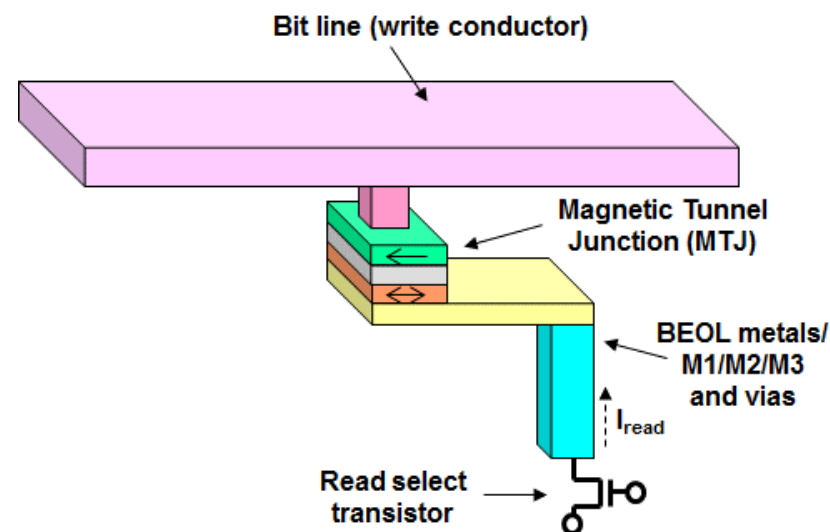 Bit line (write conductor)
Magnetic Tunnel
Junction (MTJ)
BEOL metals/
M1/M2/M3
and vias
Iread
Read select
transistor